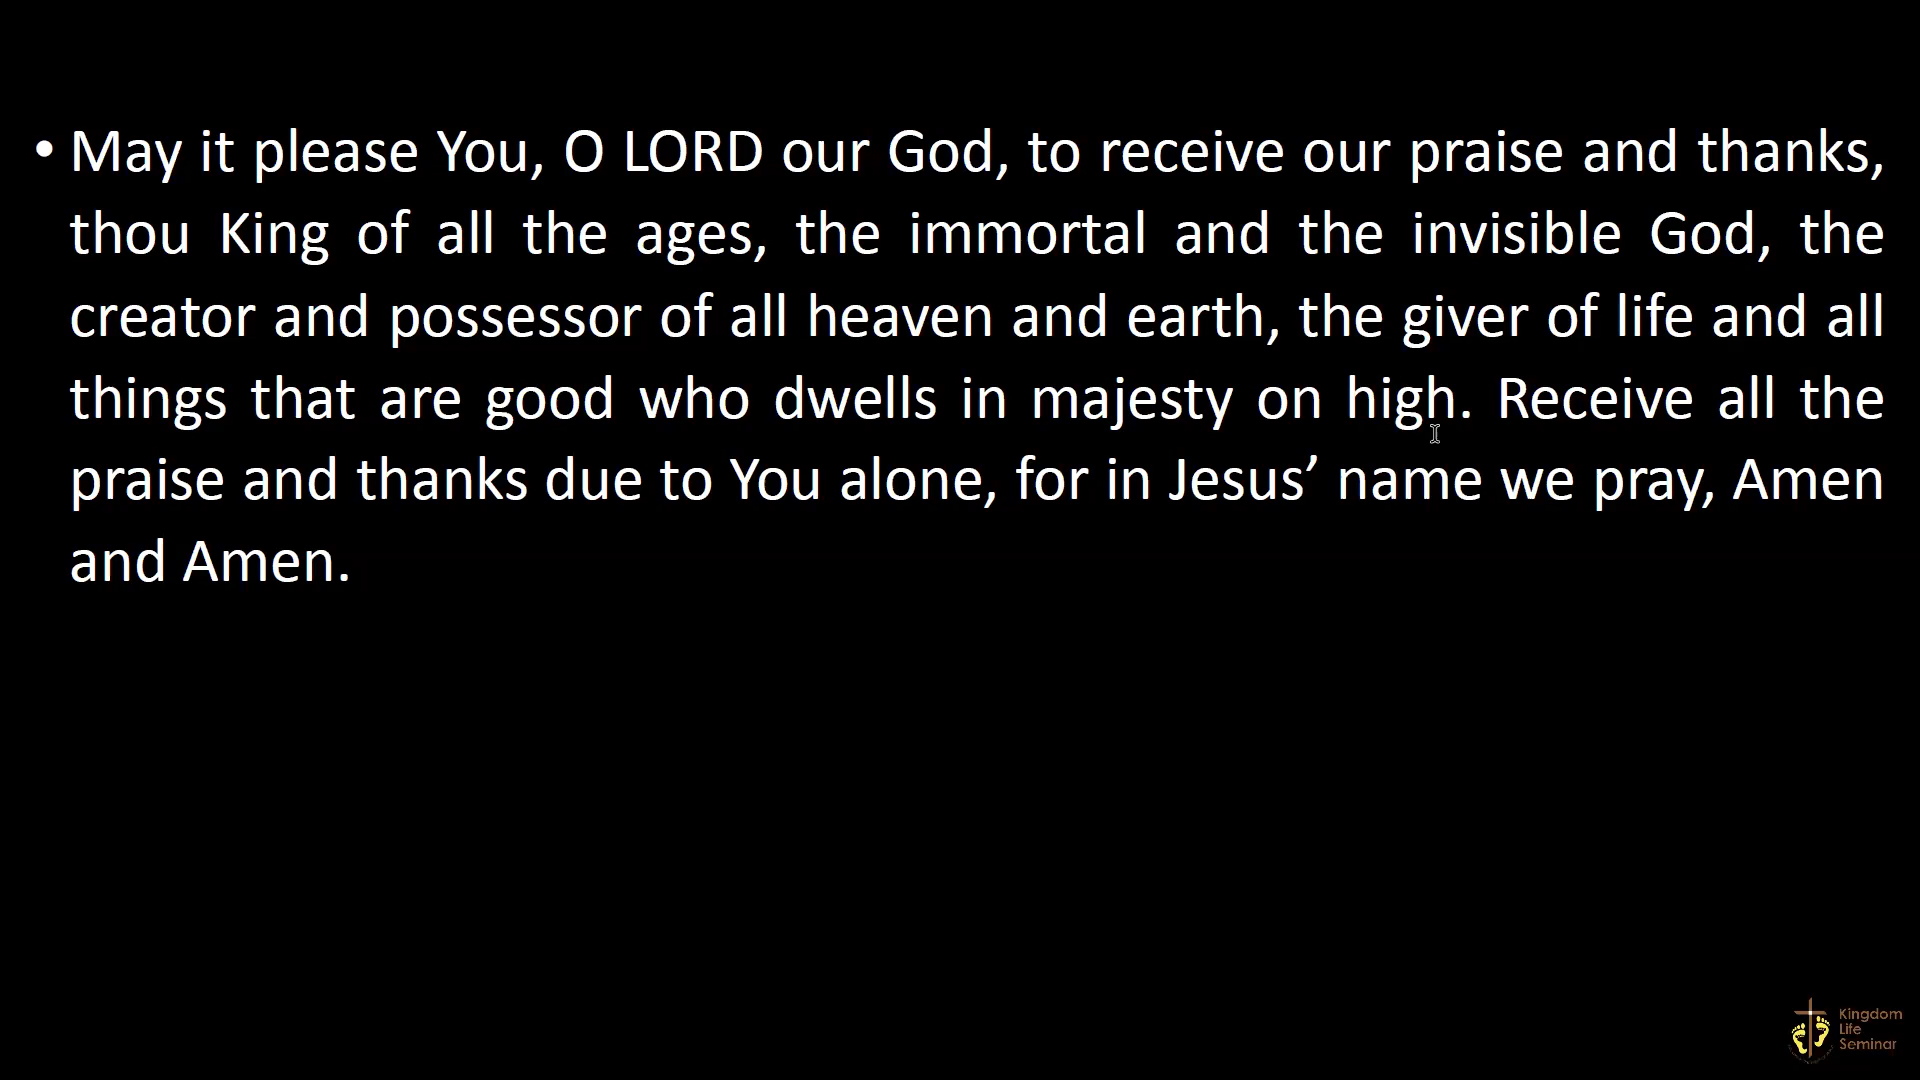 • May it please You, O LORD our God, to receive our praise and thanks,
thou King of all the ages, the immortal and the invisible God, the
creator and possessor of all heaven and earth, the giver of life and all
things that are good who dwells in majesty on high. Receive all the
praise and thanks due to You alone, for in Jesus’ name we pray, Amen
and Amen.
Kingdom
Life
Seminar